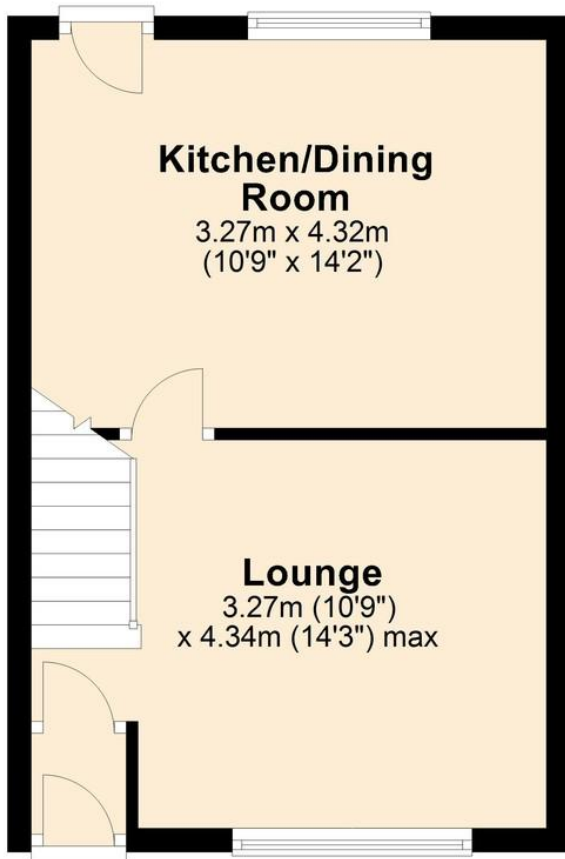 Kitchen/Dining
Room
3.27m x 4.32m
(10'9" x 14'2")
Lounge
3.27m (10'9")
x 4.34m (14'3") max